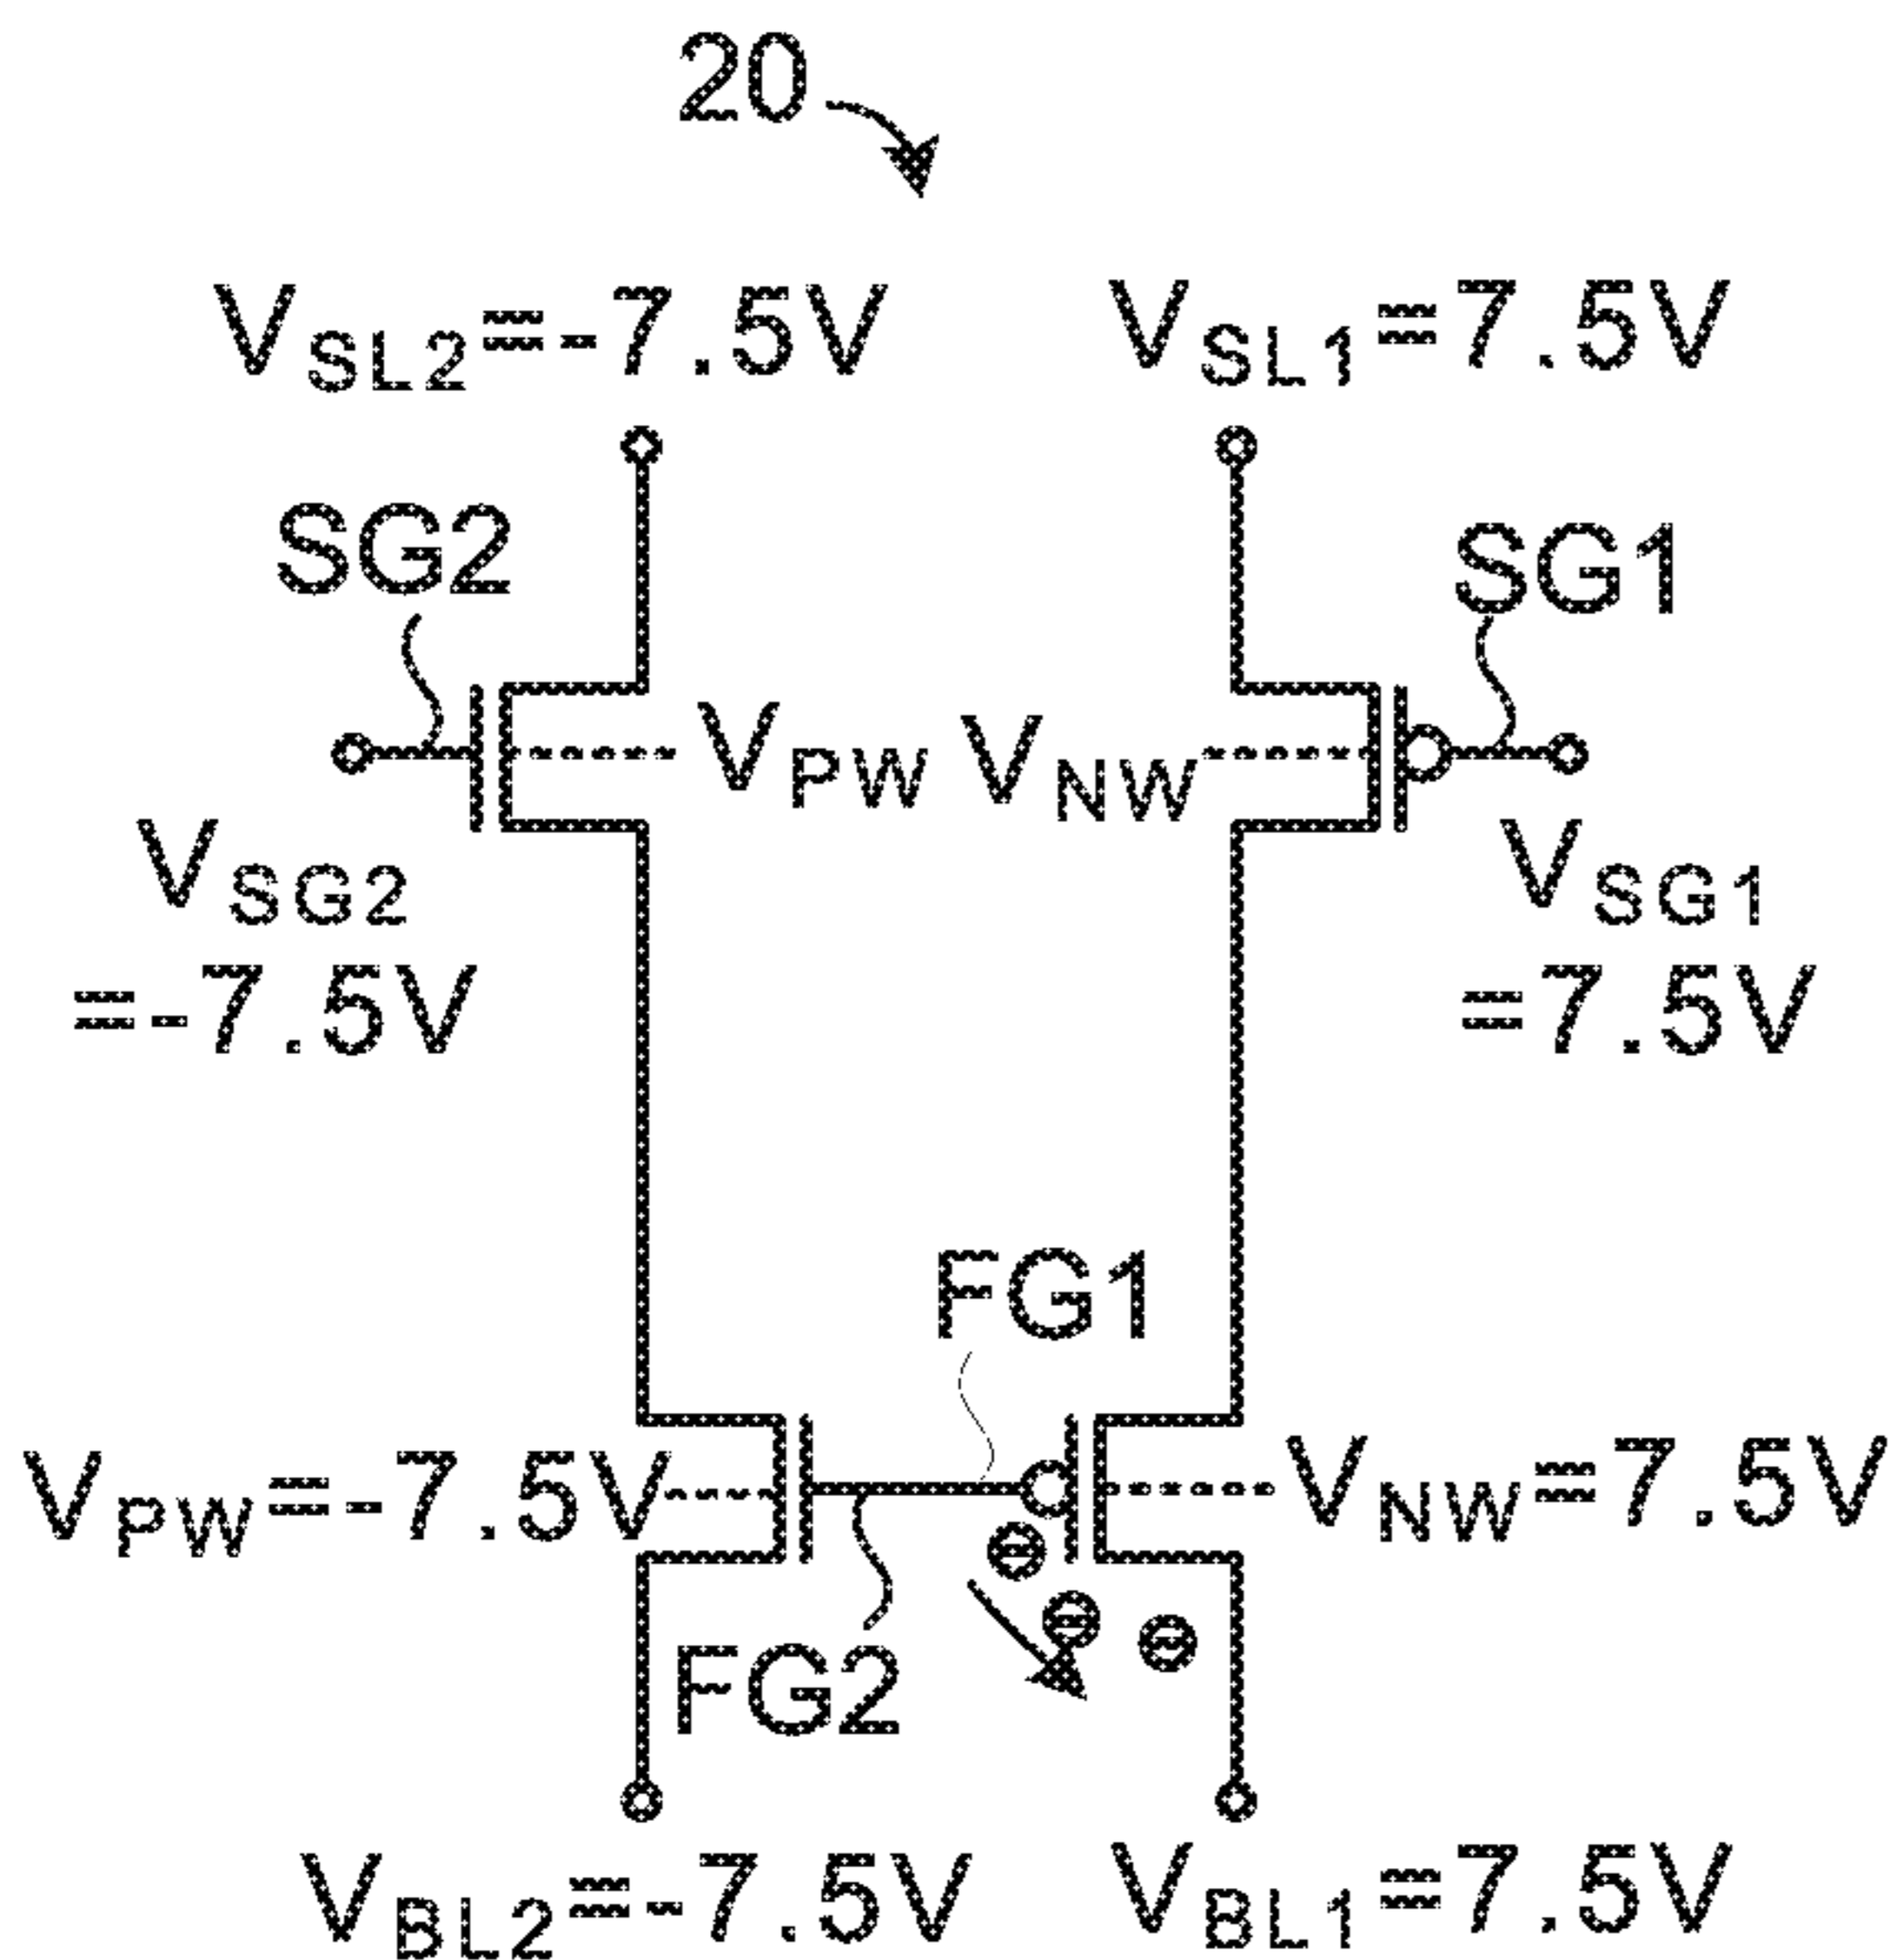 20
VSL2=-7.5V
VSL1=7.5V
SG2
SG1
VPW
VNW
VSG2
=-7.5V
VSG1
=7.5V
FG1
VPW=-7.5V
VNW=7.5V
⊖ ⊖ ⊖
FG2
VBL2=-7.5V
VBL1=7.5V